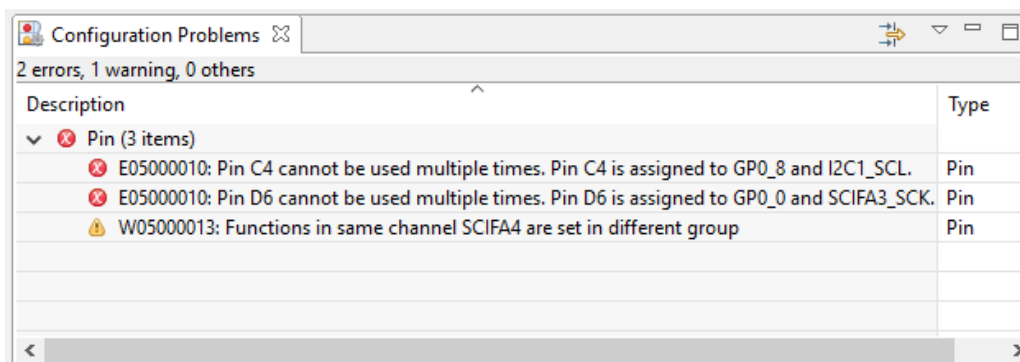 Configuration Problems
2 errors, 1 warning, 0 others
Description Type
Pin (3 items)
E05000010: Pin C4 cannot be used multiple times. Pin C4 is assigned to GP0_8 and I2C1_SCL. Pin
E05000010: Pin D6 cannot be used multiple times. Pin D6 is assigned to GP0_0 and SCIFA3_SCK. Pin
W05000013: Functions in same channel SCIFA4 are set in different group Pin